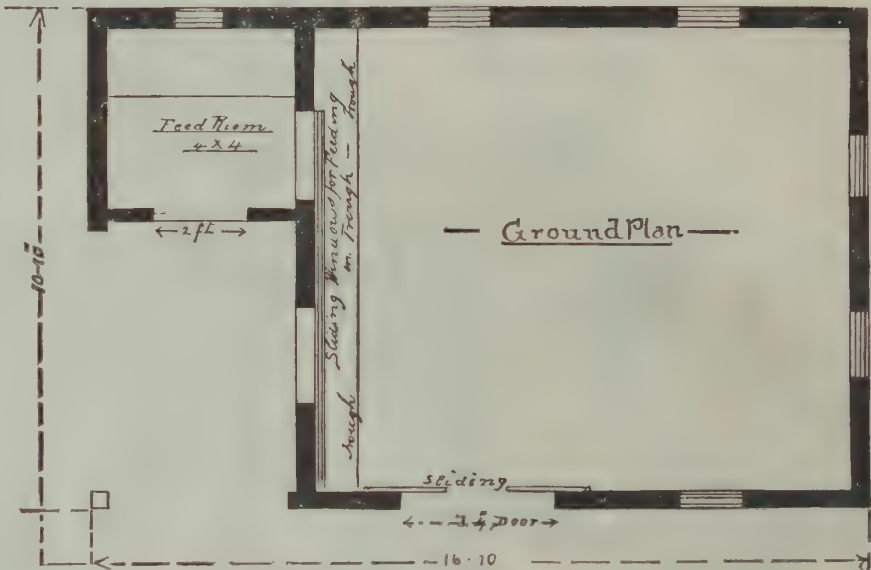 Feed Room
4 X 4
2 ft
Sliding Windows for Feeding
in Trough — Trough
Trough
— Ground Plan —
sliding
Door
10-10
16-10